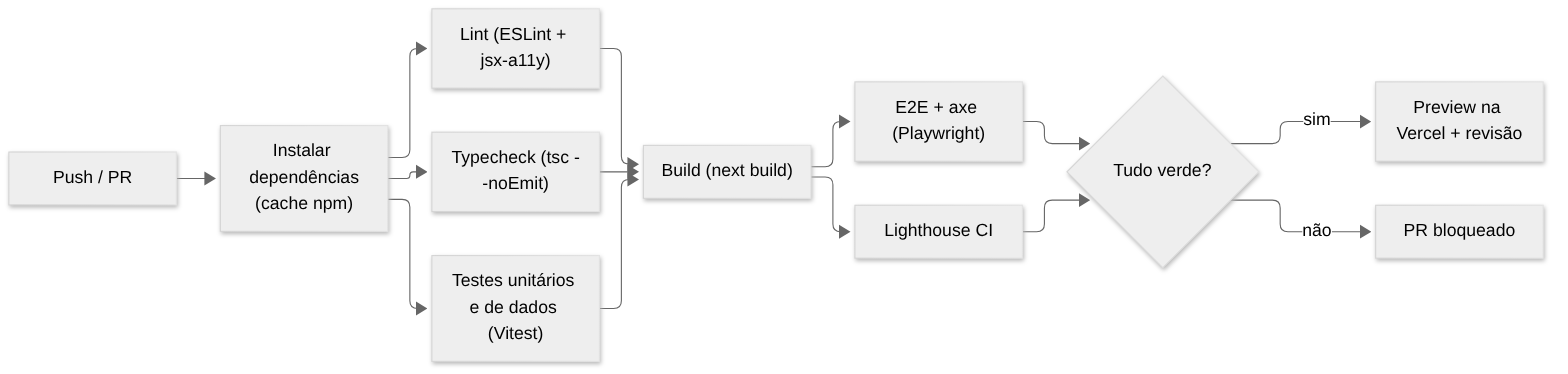 Push / PR
Instalar
dependências
(cache npm)
Lint (ESLint +
jsx-a11y)
Typecheck (tsc -
-noEmit)
Testes unitários
e de dados
(Vitest)
Build (next build)
E2E + axe
(Playwright)
Lighthouse CI
Tudo verde?
sim
Preview na
Vercel + revisão
não
PR bloqueado